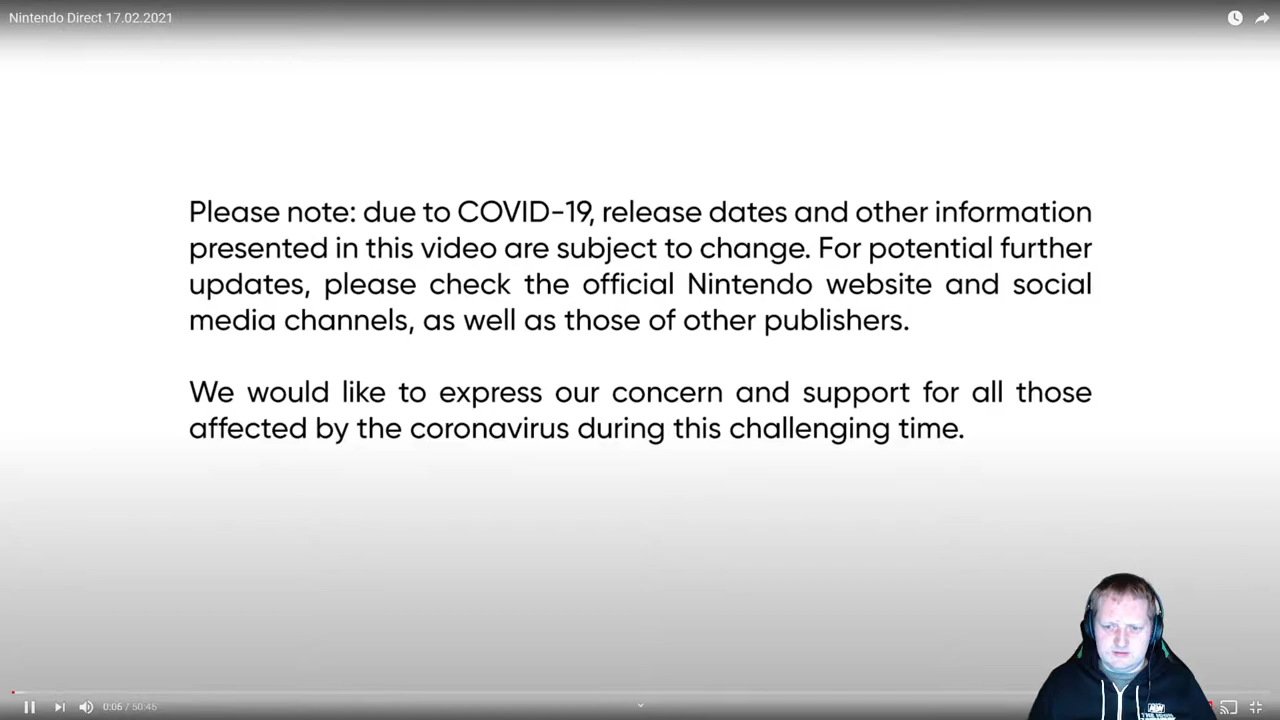 Nintendo Direct 17.02.2021
Please note: due to COVID-19, release dates and other information
presented in this video are subject to change. For potential further
updates, please check the official Nintendo website and social
media channels, as well as those of other publishers.
We would like to express our concern and support for all those
affected by the coronavirus during this challenging time.
0:06 / 50:45